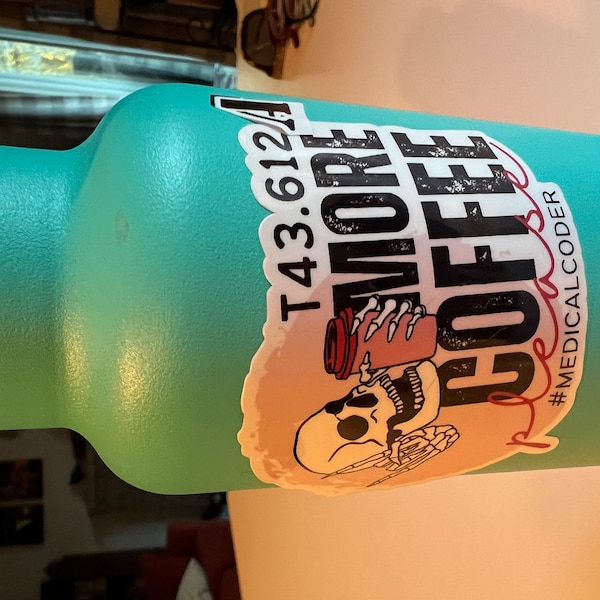 T43.612A
MORE
COFFEE
please
#MEDICALCODER